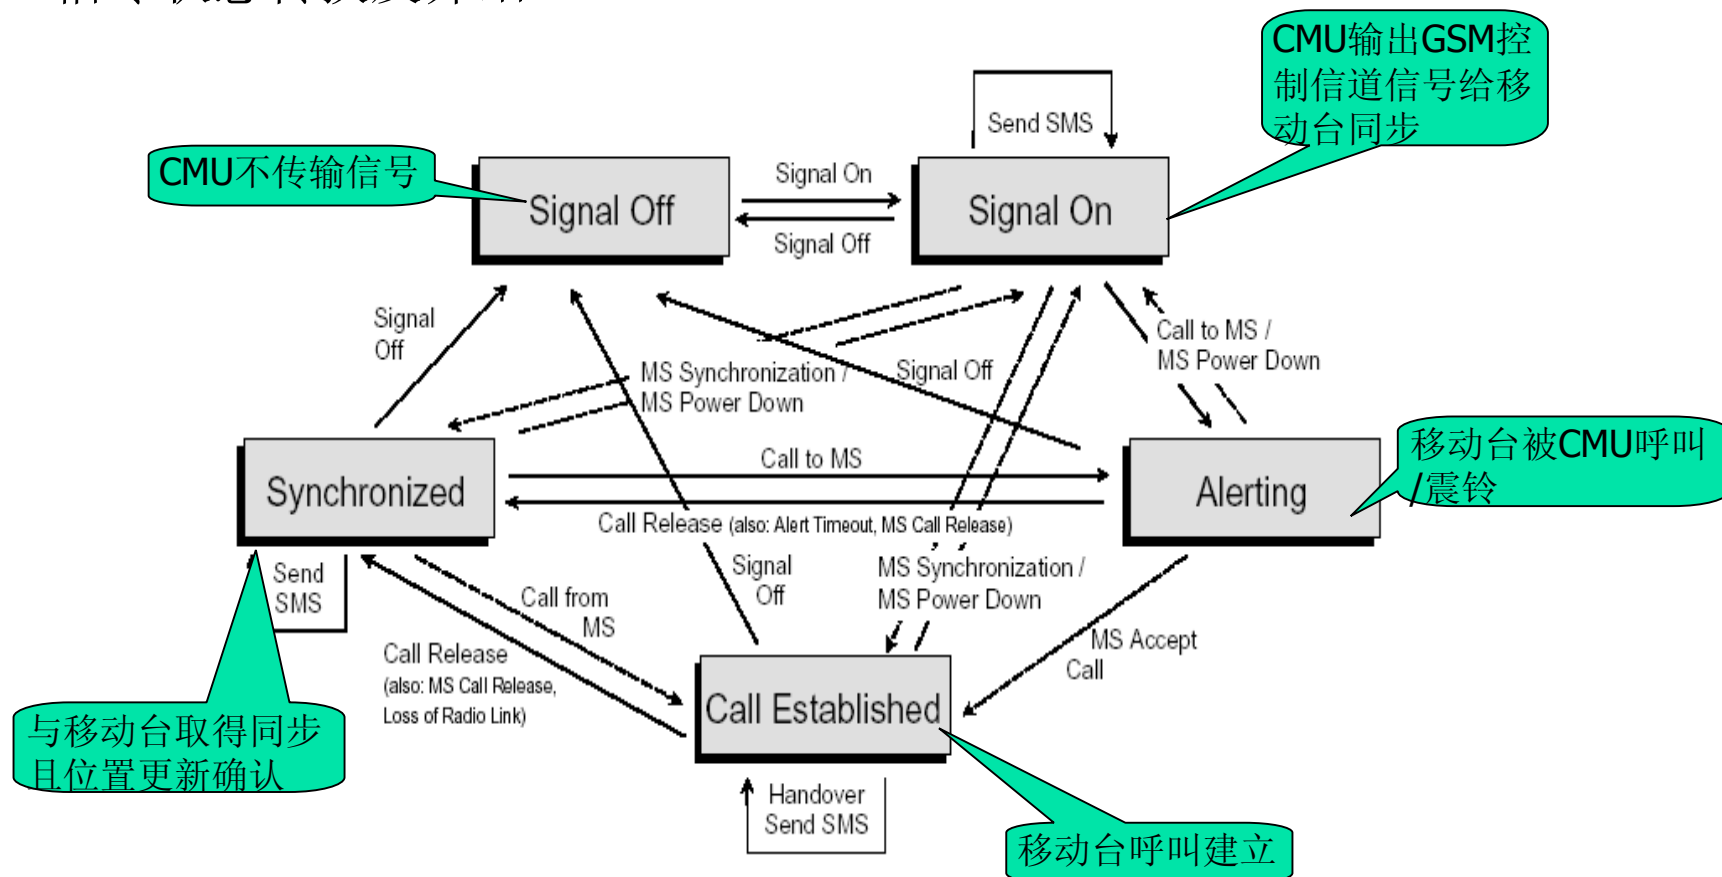 CMU输出GSM控
制信道信号给移
动台同步
Send SMS
CMU不传输信号
Signal Off
Signal On
Signal Off
Signal On
Signal
Off
MS Synchronization /
MS Power Down
Signal Off
Call to MS /
MS Power Down
Synchronized
Call to MS
Call Release (also: Alert Timeout, MS Call Release)
Alerting
移动台被CMU呼叫
/震铃
Send
SMS
Call from
MS
Signal
Off
MS Synchronization /
MS Power Down
MS Accept
Call
Call Release
(also: MS Call Release,
Loss of Radio Link)
Call Established
与移动台取得同步
且位置更新确认
Handover
Send SMS
移动台呼叫建立